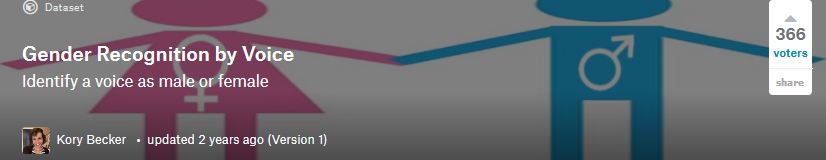 Dataset
Gender Recognition by Voice
Identify a voice as male or female
Kory Becker • updated 2 years ago (Version 1)
366
voters
share